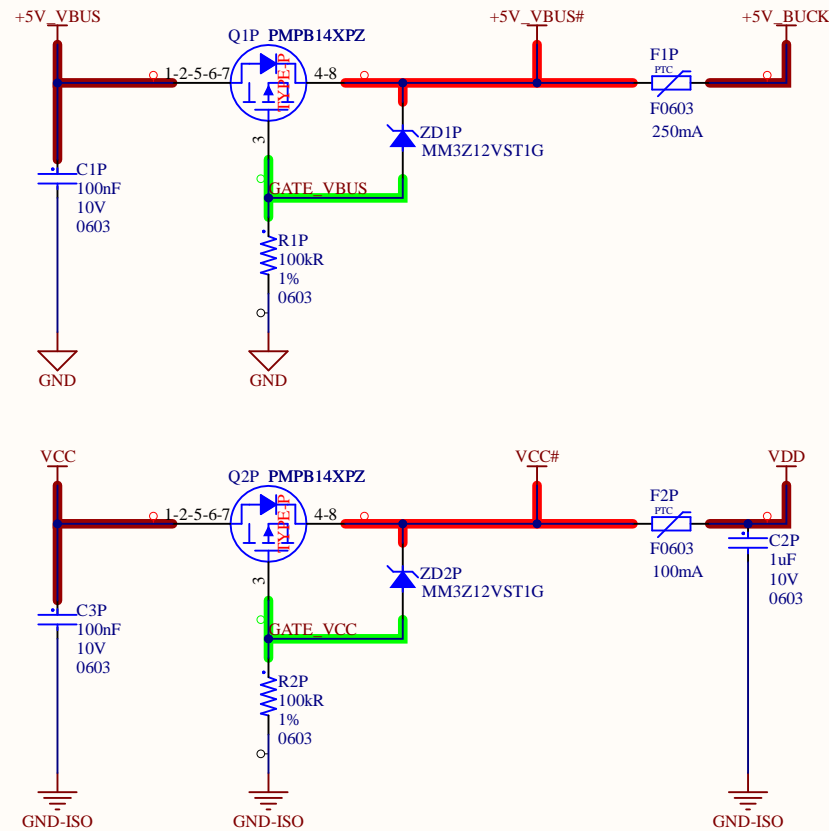 +5V_VBUS
+5V_VBUS#
+5V_BUCK
Q1P PMPB14XPZ
1-2-5-6-7
TYPE-P
4-8
3
F1P
PTC
F0603
250mA
ZD1P
MM3Z12VST1G
C1P
100nF
10V
0603
GATE_VBUS
R1P
100kR
1%
0603
GND
GND
VCC
VCC#
VDD
Q2P PMPB14XPZ
1-2-5-6-7
TYPE-P
4-8
3
F2P
PTC
F0603
100mA
C2P
1uF
10V
0603
ZD2P
MM3Z12VST1G
C3P
100nF
10V
0603
GATE_VCC
R2P
100kR
1%
0603
GND-ISO
GND-ISO
GND-ISO